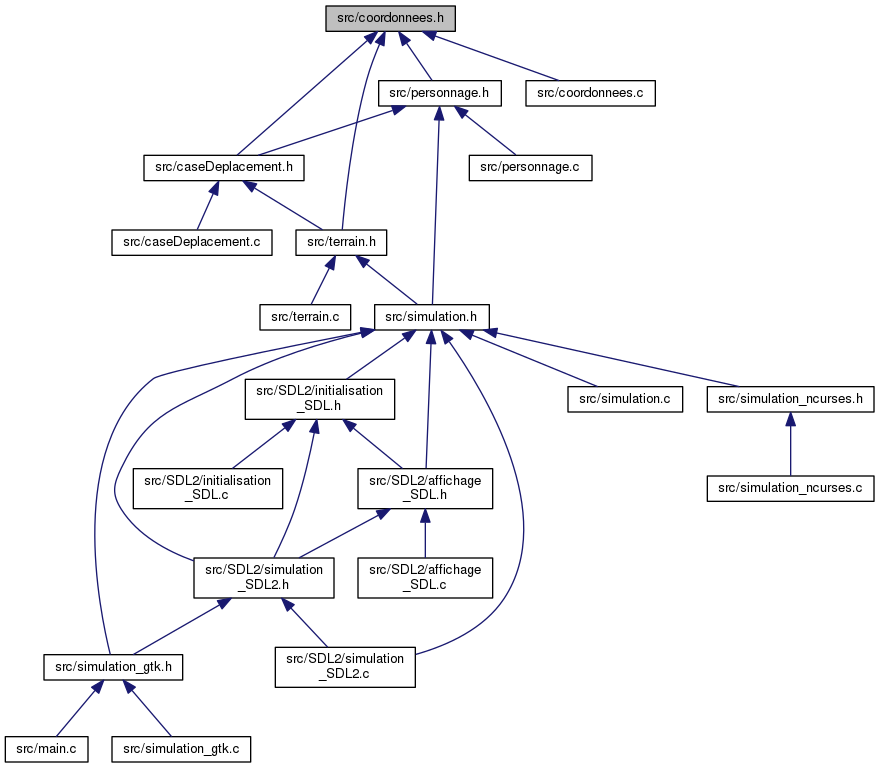 src/coordonnees.h
src/personnage.h
src/coordonnees.c
src/caseDeplacement.h
src/personnage.c
src/caseDeplacement.c
src/terrain.h
src/terrain.c
src/simulation.h
src/SDL2/initialisation
_SDL.h
src/simulation.c
src/simulation_ncurses.h
src/SDL2/initialisation
_SDL.c
src/SDL2/affichage
_SDL.h
src/simulation_ncurses.c
src/SDL2/simulation
_SDL2.h
src/SDL2/affichage
_SDL.c
src/simulation_gtk.h
src/SDL2/simulation
_SDL2.c
src/main.c
src/simulation_gtk.c